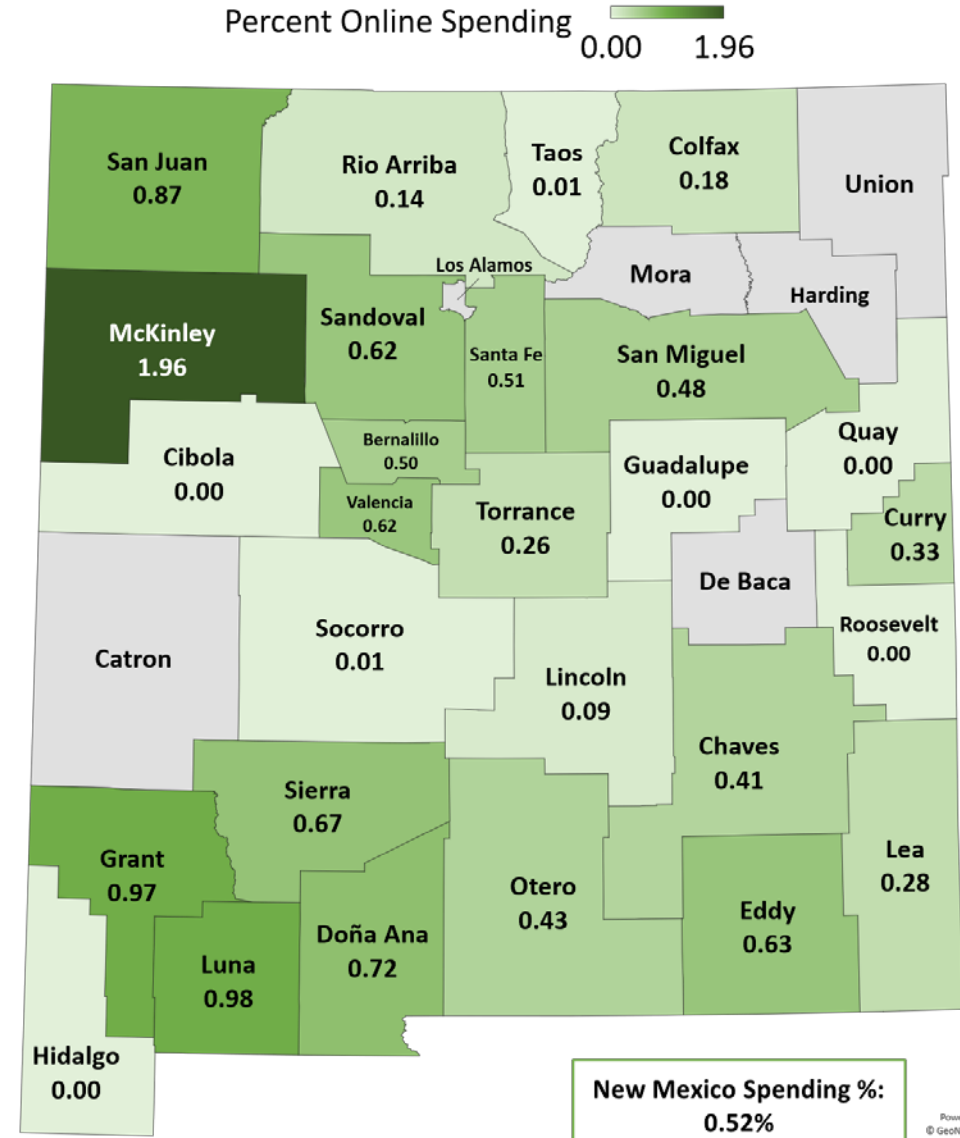 Percent Online Spending
0.00 1.96
San Juan
0.87
Rio Arriba
0.14
Taos
0.01
Colfax
0.18
Union
Los Alamos
Mora
Harding
McKinley
1.96
Sandoval
0.62
Santa Fe
0.51
San Miguel
0.48
Quay
0.00
Cibola
0.00
Bernalillo
0.50
Guadalupe
0.00
Valencia
0.62
Torrance
0.26
Curry
0.33
De Baca
Catron
Socorro
0.01
Roosevelt
0.00
Lincoln
0.09
Chaves
0.41
Sierra
0.67
Grant
0.97
Otero
0.43
Lea
0.28
Luna
0.98
Doña Ana
0.72
Eddy
0.63
Hidalgo
0.00
New Mexico Spending %:
0.52%